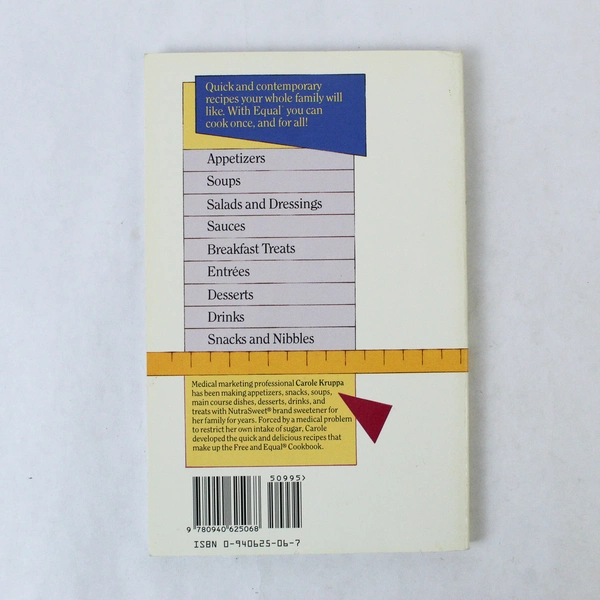 Quick and contemporary
recipes your whole family will
like. With Equal® you can
cook once, and for all!
Appetizers
Soups
Salads and Dressings
Sauces
Breakfast Treats
Entrées
Desserts
Drinks
Snacks and Nibbles
Medical marketing professional Carole Kruppa
has been making appetizers, snacks, soups,
main course dishes, desserts, drinks, and
treats with NutraSweet® brand sweetener for
her family for years. Forced by a medical problem
to restrict her own intake of sugar, Carole
developed the quick and delicious recipes that
make up the Free and Equal® Cookbook.
50995>
9 780940 625068
ISBN 0-940625-06-7